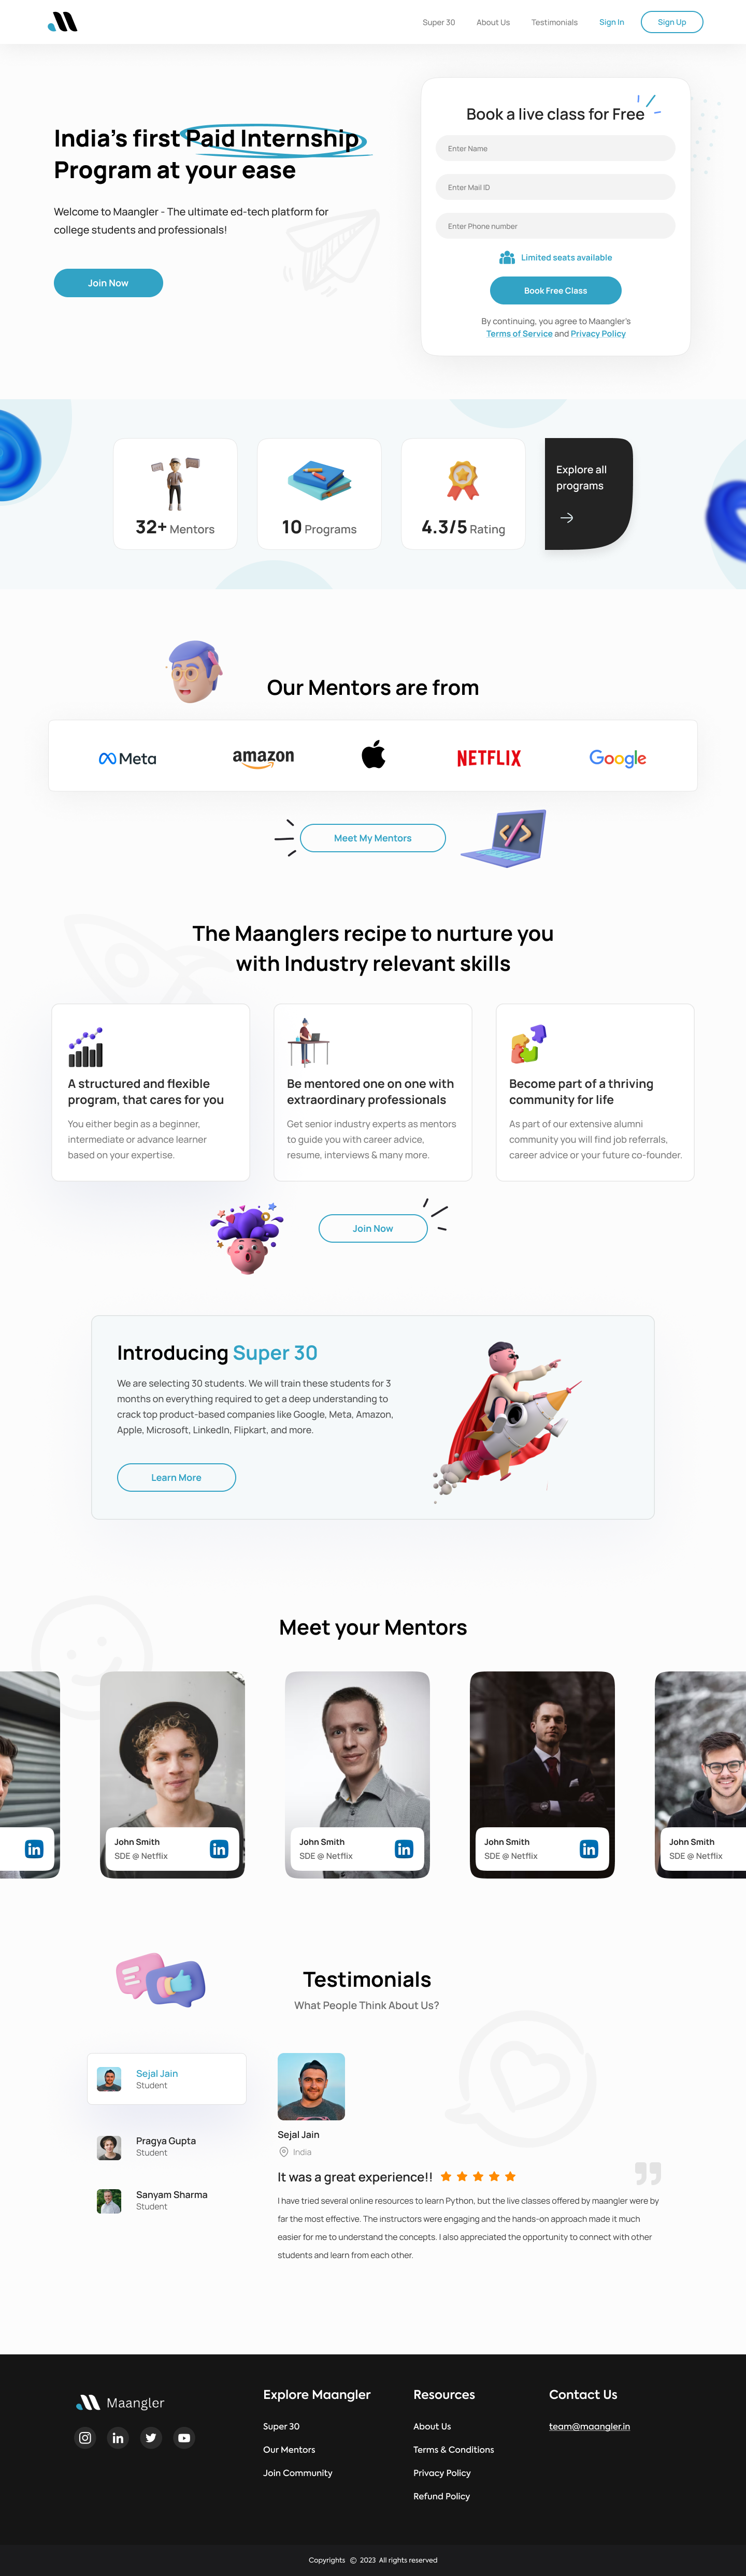 Super 30
About Us
Testimonials
Sign In
Sign Up
India's first Paid Internship
Program at your ease
Welcome to Maangler - The ultimate ed-tech platform for
college students and professionals!
Join Now
Book a live class for Free
Enter Name
Enter Mail ID
Enter Phone number
Limited seats available
Book Free Class
By continuing, you agree to Maangler's
Terms of Service and Privacy Policy
32+ Mentors
10 Programs
4.3/5 Rating
Explore all
programs
Our Mentors are from
Meta
amazon
NETFLIX
Google
Meet My Mentors
The Maanglers recipe to nurture you
with Industry relevant skills
A structured and flexible
program, that cares for you
You either begin as a beginner,
intermediate or advance learner
based on your expertise.
Be mentored one on one with
extraordinary professionals
Get senior industry experts as mentors
to guide you with career advice,
resume, interviews & many more.
Become part of a thriving
community for life
As part of our extensive alumni
community you will find job referrals,
career advice or your future co-founder.
Join Now
Introducing Super 30
We are selecting 30 students. We will train these students for 3
months on everything required to get a deep understanding to
crack top product-based companies like Google, Meta, Amazon,
Apple, Microsoft, LinkedIn, Flipkart, and more.
Learn More
Meet your Mentors
John Smith
SDE @ Netflix
John Smith
SDE @ Netflix
John Smith
SDE @ Netflix
John Smith
SDE @ Netflix
Testimonials
What People Think About Us?
Sejal Jain
Student
Pragya Gupta
Student
Sanyam Sharma
Student
Sejal Jain
India
It was a great experience!!
I have tried several online resources to learn Python, but the live classes offered by maangler were by
far the most effective. The instructors were engaging and the hands-on approach made it much
easier for me to understand the concepts. I also appreciated the opportunity to connect with other
students and learn from each other.
Maangler
Explore Maangler
Super 30
Our Mentors
Join Community
Resources
About Us
Terms & Conditions
Privacy Policy
Refund Policy
Contact Us
team@maangler.in
Copyrights © 2023 All rights reserved